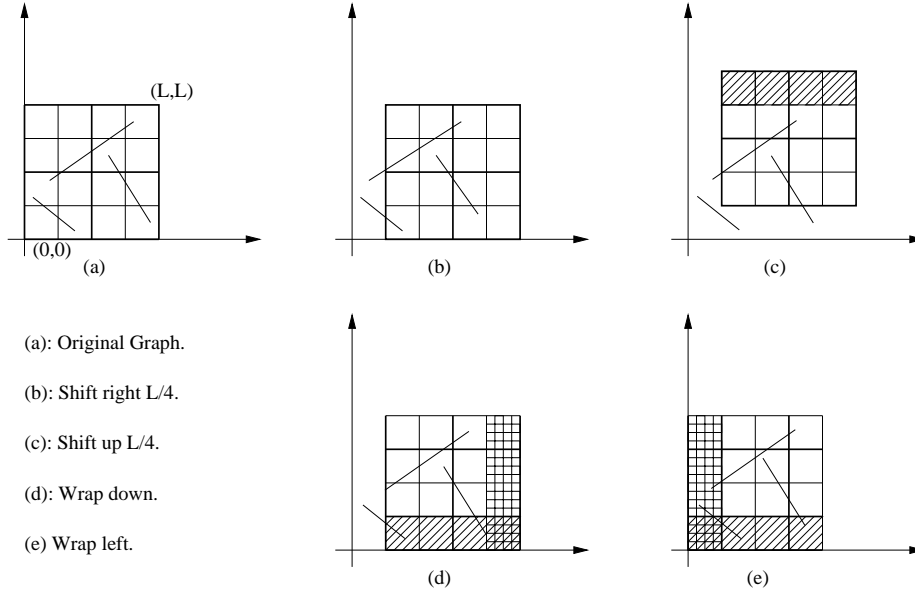 (L,L)
(0,0)
(a)
(b)
(c)
(a): Original Graph.
(b): Shift right L/4.
(c): Shift up L/4.
(d): Wrap down.
(e) Wrap left.
(d)
(e)